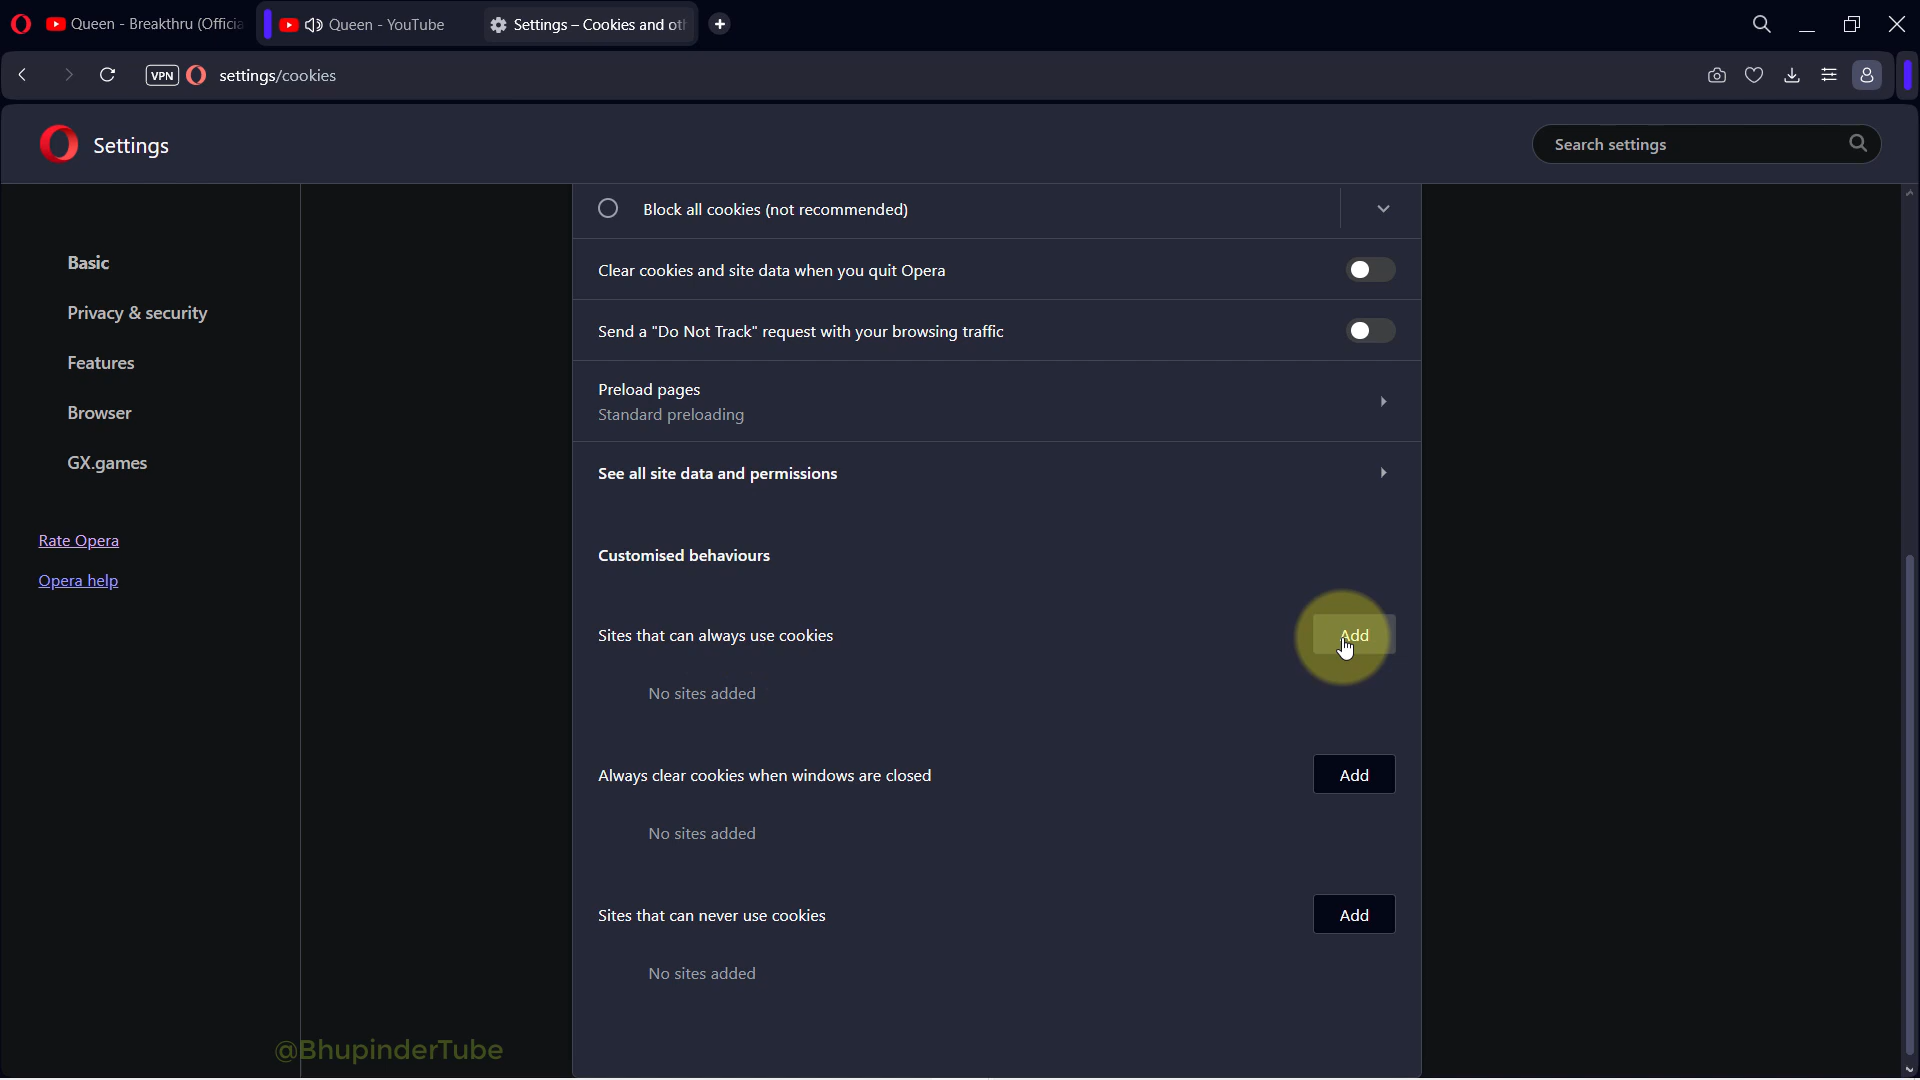 Queen - Breakthru (Officia
Queen - YouTube
Settings – Cookies and ot
VPN
settings/cookies
Settings
Search settings
Basic
Privacy & security
Features
Browser
GX.games
Rate Opera
Opera help
Block all cookies (not recommended)
Clear cookies and site data when you quit Opera
Send a "Do Not Track" request with your browsing traffic
Preload pages
Standard preloading
See all site data and permissions
Customised behaviours
Sites that can always use cookies
Add
No sites added
Always clear cookies when windows are closed
Add
No sites added
Sites that can never use cookies
Add
No sites added
@BhupinderTube